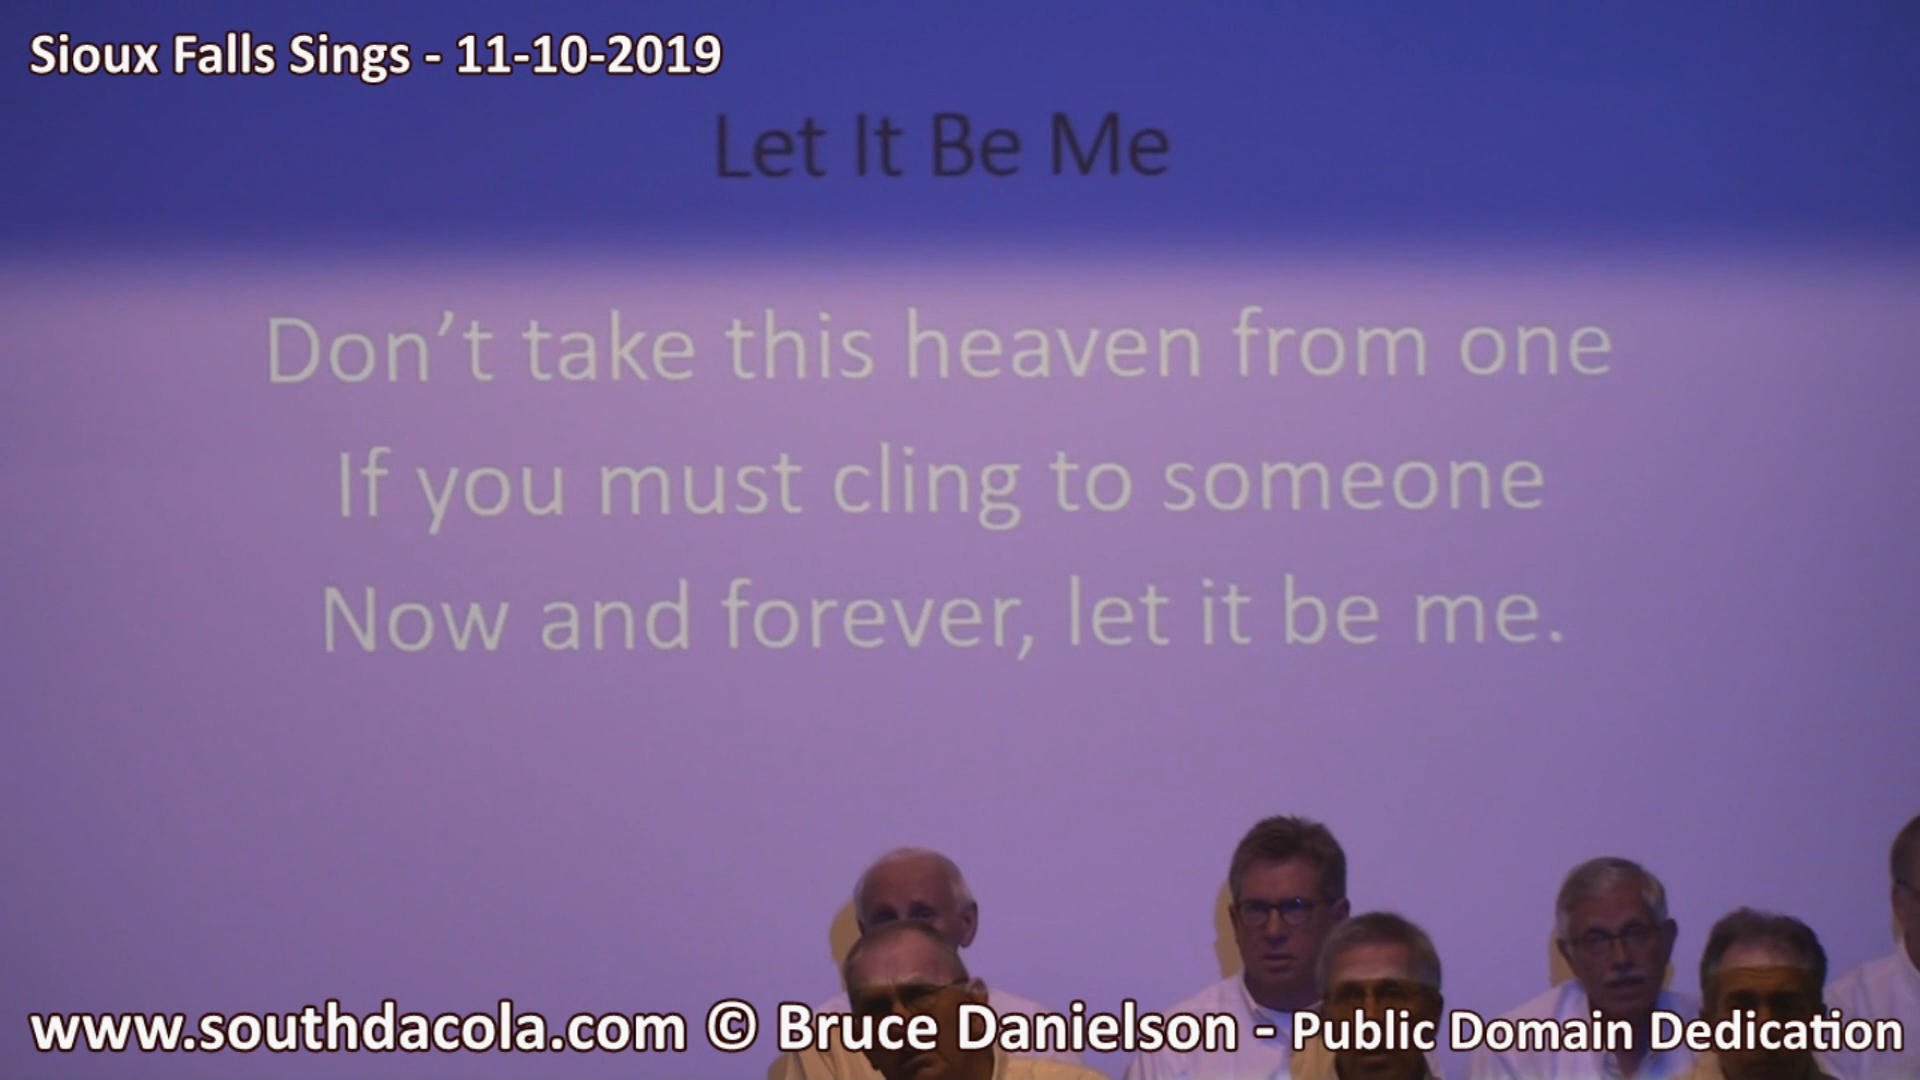 Sioux Falls Sings - 11-10-2019
Let It Be Me
Don't take this heaven from one
If you must cling to someone
Now and forever, let it be me.
www.southdacola.com © Bruce Danielson - Public Domain Dedication